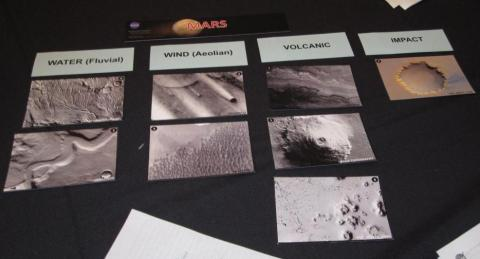 MARS
WATER (Fluvial)
WIND (Aeolian)
VOLCANIC
IMPACT